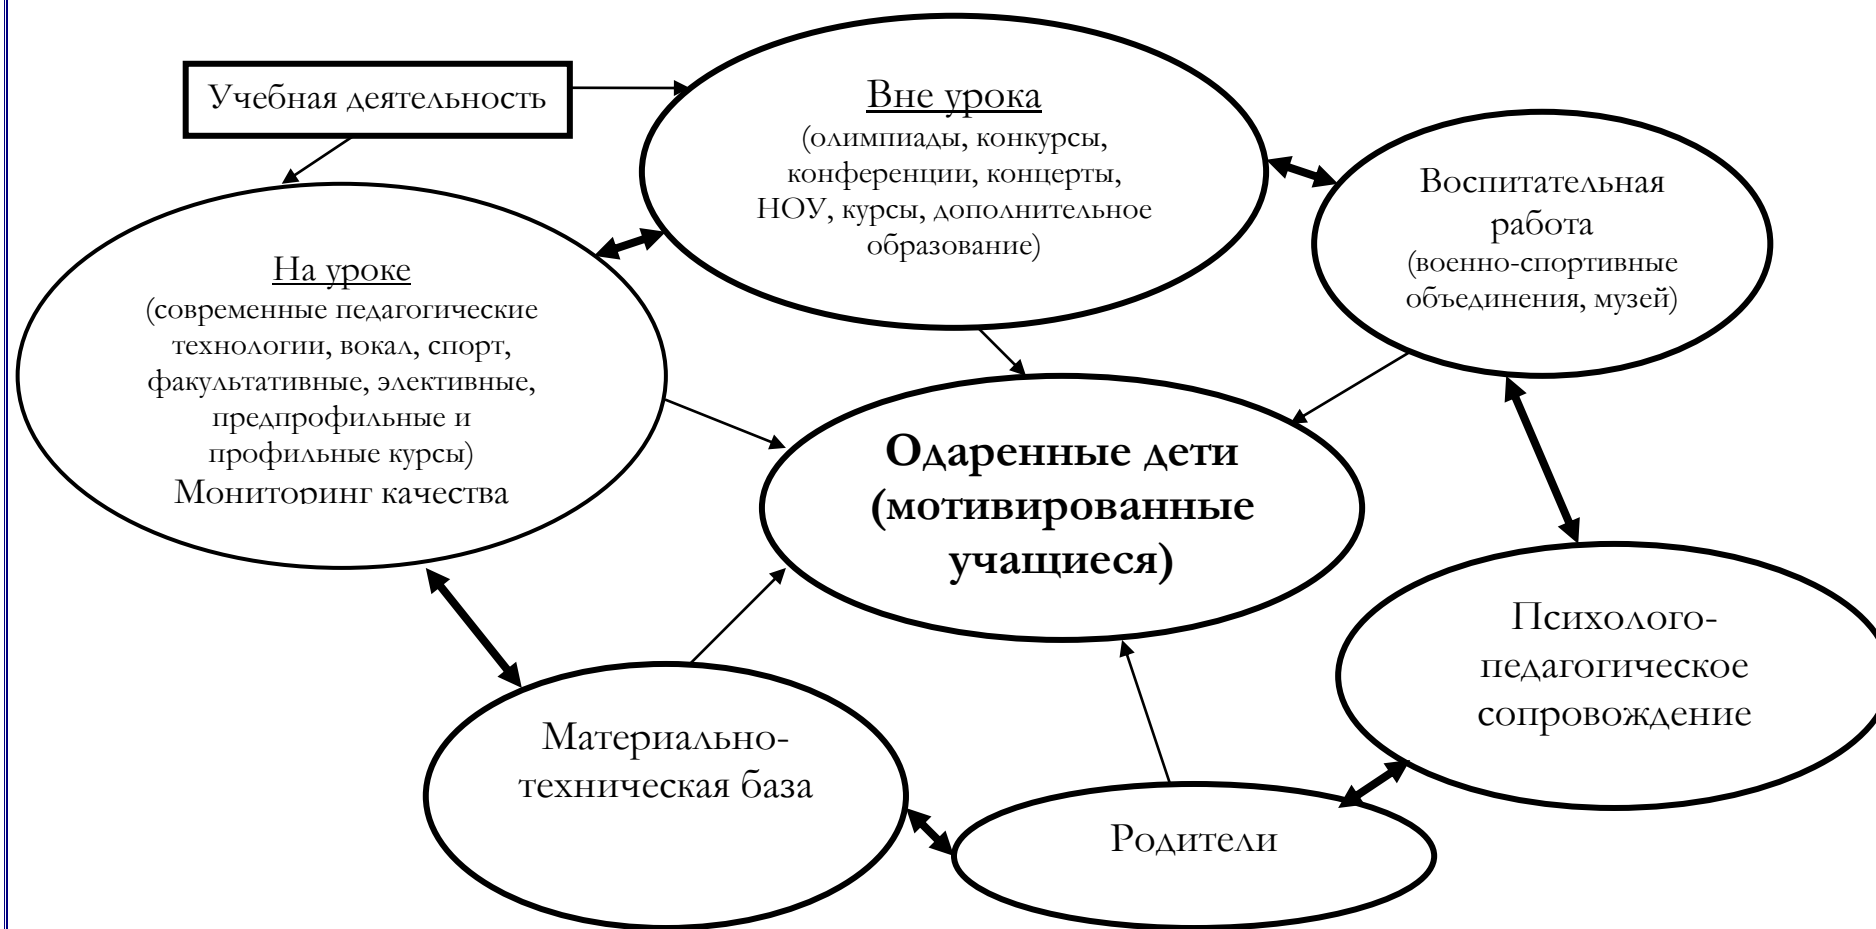 Учебная деятельность
Вне урока
(олимпиады, конкурсы,
конференции, концерты,
НОУ, курсы, дополнительное
образование)
Воспитательная
работа
(военно-спортивные
объединения, музей)
На уроке
(современные педагогические
технологии, вокал, спорт,
факультативные, элективные,
предпрофильные и
профильные курсы)
Мониторинг качества
Одаренные дети
(мотивированные
учащиеся)
Психолого-
педагогическое
сопровождение
Материально-
техническая база
Родители